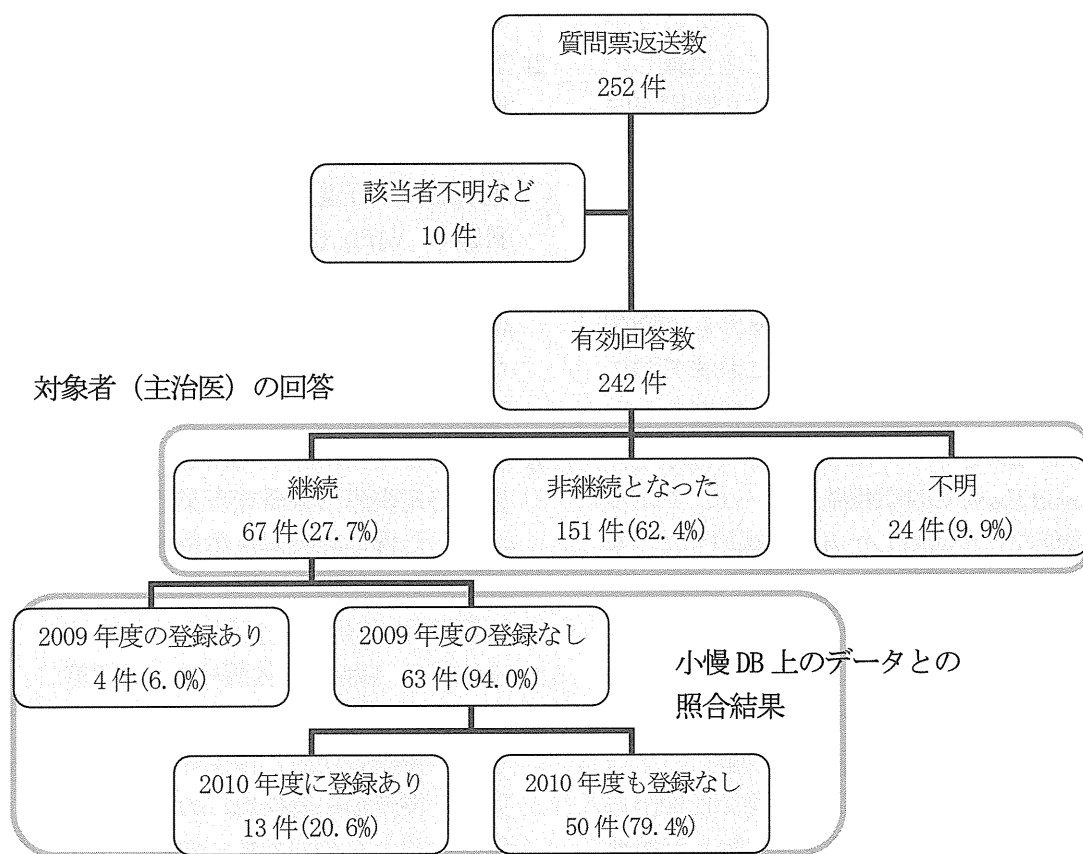 質問票返送数
252 件
該当者不明など
10 件
有効回答数
242 件
対象者（主治医）の回答
継続
67 件(27.7%)
非継続となった
151 件(62.4%)
不明
24 件(9.9%)
2009 年度の登録あり
4 件(6.0%)
2009 年度の登録なし
63 件(94.0%)
小慢 DB 上のデータとの
照合結果
2010 年度に登録あり
13 件(20.6%)
2010 年度も登録なし
50 件(79.4%)